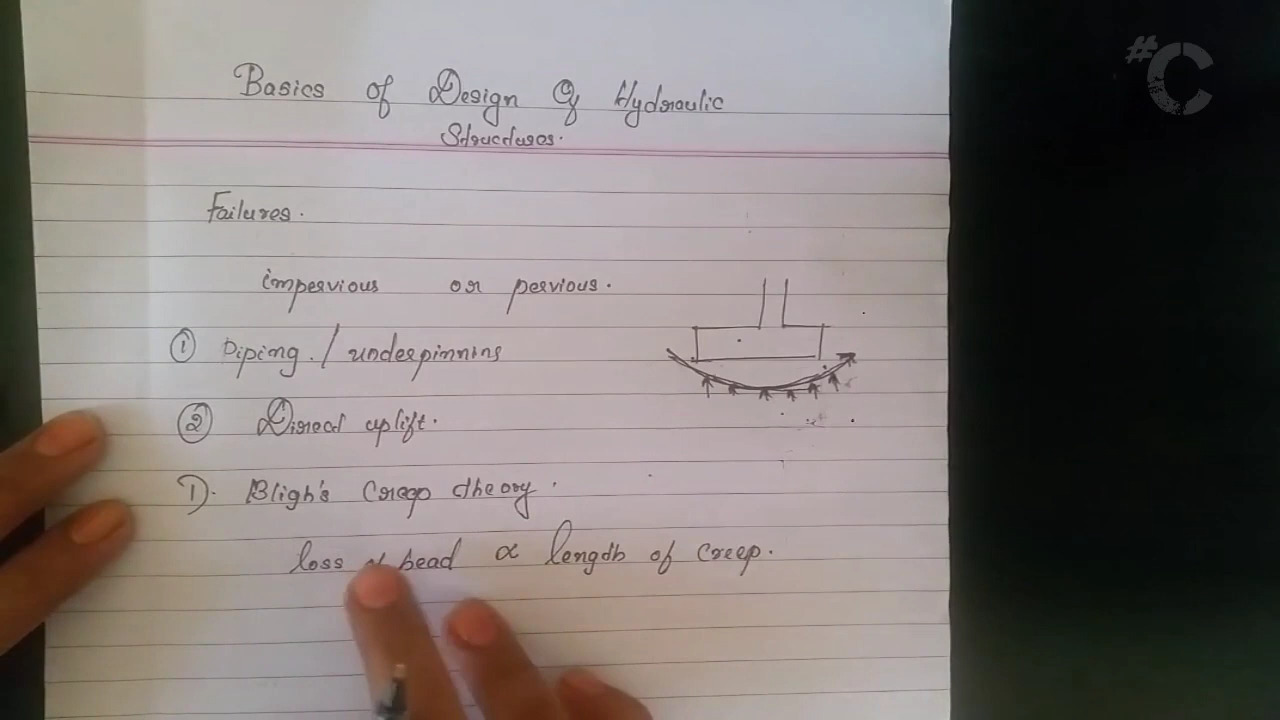 #C
Basics of Design Of Hydraulic
Structures.
Failures.
impervious or pervious.
① Piping. / underpinning
② Direct uplift.
1). Bligh's Creep theory.
loss of head ∝ length of creep.